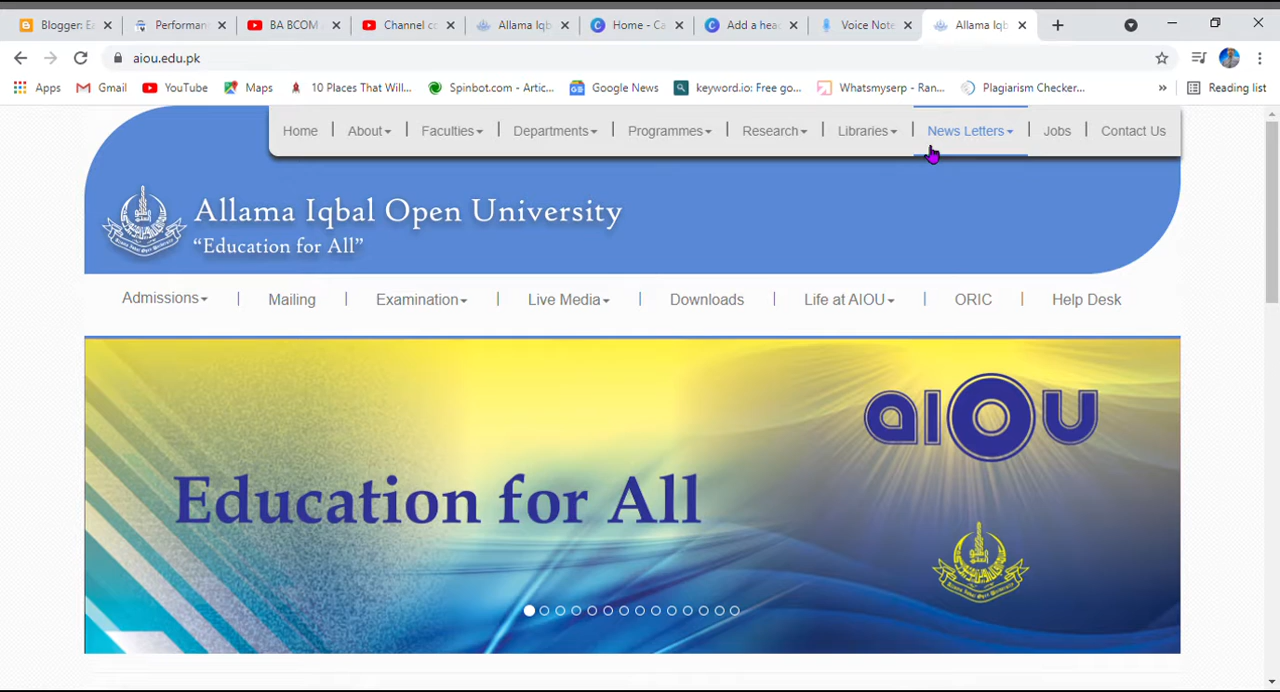 Blogger: E
Performan
BA BCOM
Channel co
Allama Iqb
Home - Ca
Add a hea
Voice Note
Allama Iqb
aiou.edu.pk
Apps
Gmail
YouTube
Maps
10 Places That Will...
Spinbot.com - Artic...
Google News
keyword.io: Free go...
Whatsmyserp - Ran...
Plagiarism Checker...
»
Reading list
Home | About | Faculties | Departments | Programmes | Research | Libraries | News Letters | Jobs | Contact Us
Allama Iqbal Open University
“Education for All”
Admissions | Mailing | Examination | Live Media | Downloads | Life at AIOU | ORIC | Help Desk
aIOU
Education for All